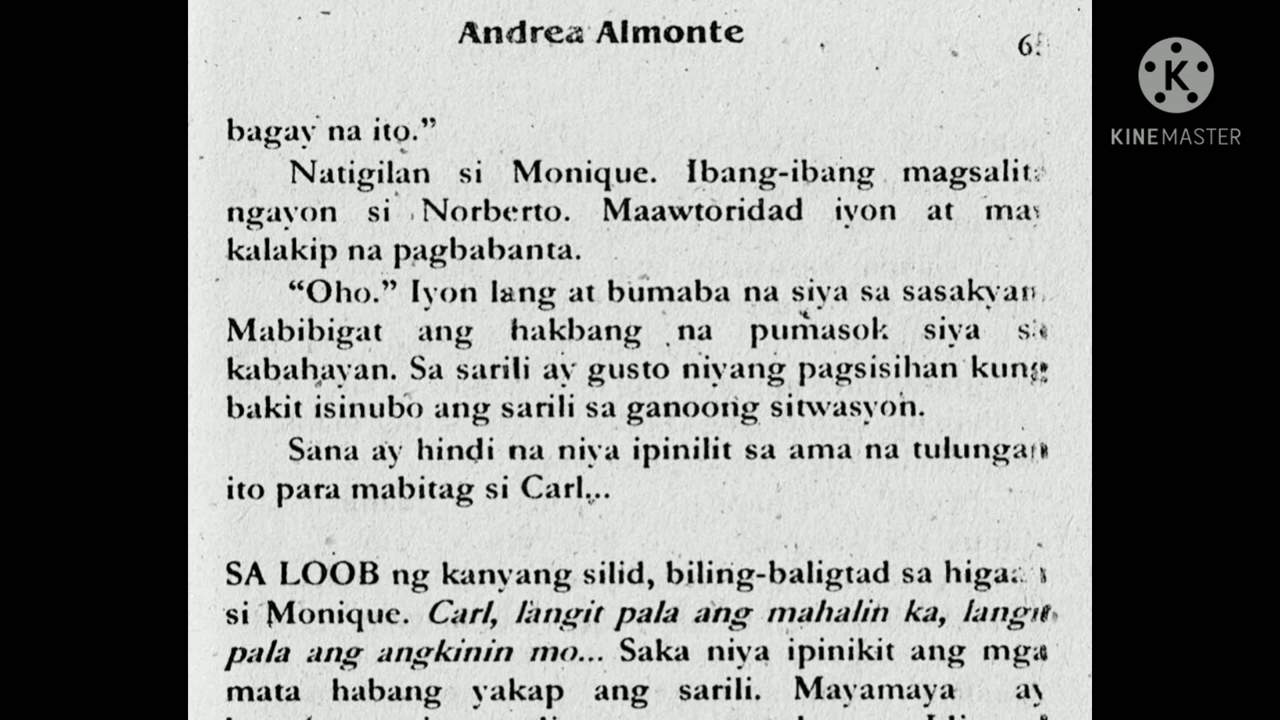 Andrea Almonte
bagay na ito.”
Natigilan si Monique. Ibang-ibang magsalita
ngayon si Norberto. Maawtoridad iyon at may
kalakip na pagbabanta.
“Oho.” Iyon lang at bumaba na siya sa sasakyan.
Mabibigat ang hakbang na pumasok siya sa
kabahayan. Sa sarili ay gusto niyang pagsisihan kung
bakit isinubo ang sarili sa ganoong sitwasyon.
Sana ay hindi na niya ipinilit sa ama na tulungan
ito para mabitag si Carl...
SA LOOB ng kanyang silid, biling-baligtad sa higaan
si Monique. Carl, langit pala ang mahalin ka, langit
pala ang angkinin mo... Saka niya ipinikit ang mga
mata habang yakap ang sarili. Mayamaya ay
KINEMASTER